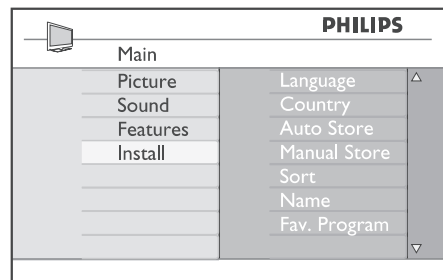 PHILIPS
Main
Picture
Sound
Features
Install
Language
Country
Auto Store
Manual Store
Sort
Name
Fav. Program